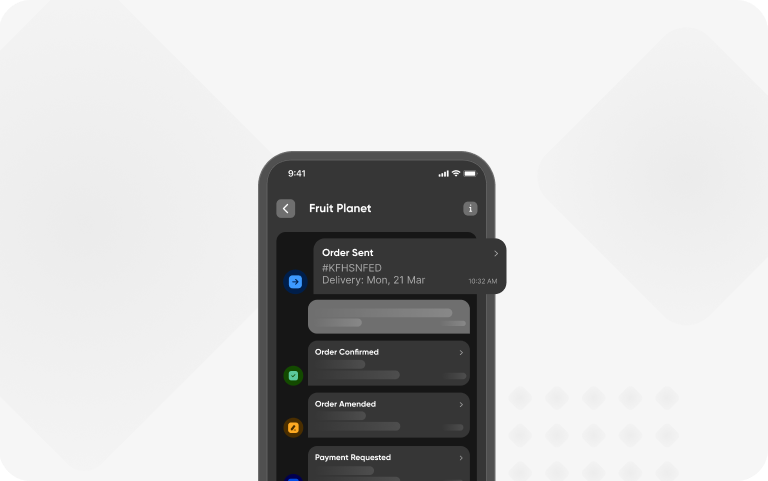 9:41
Fruit Planet
Order Sent
#KFHSNFED
Delivery: Mon, 21 Mar
10:32 AM
Order Confirmed
Order Amended
Payment Requested